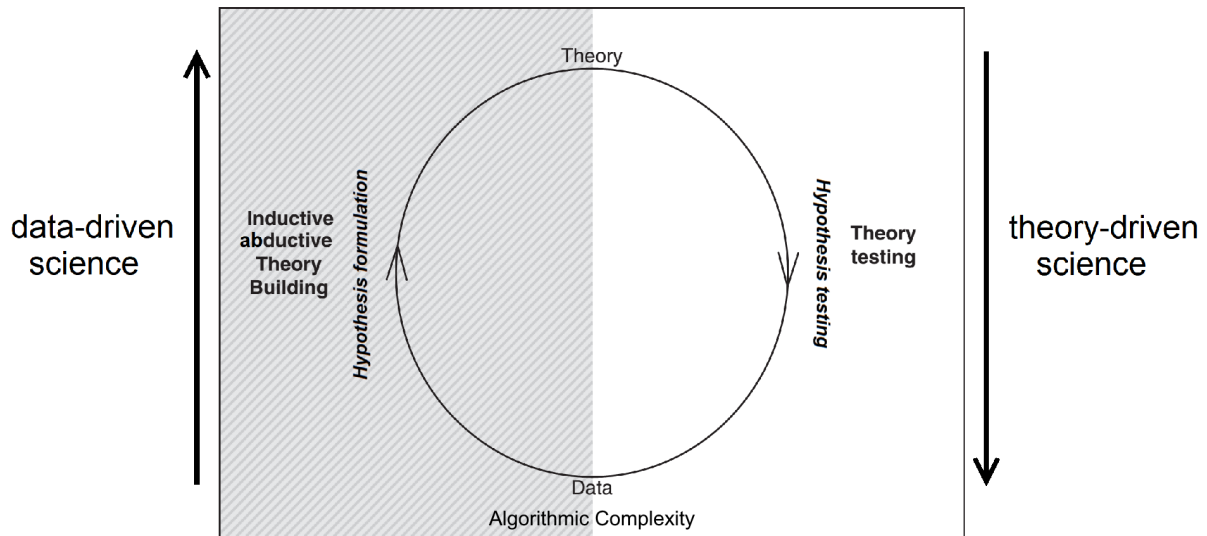 Theory
data-driven
science
Inductive
abductive
Theory
Building
Hypothesis formulation
Hypothesis testing
Theory
testing
theory-driven
science
Data
Algorithmic Complexity